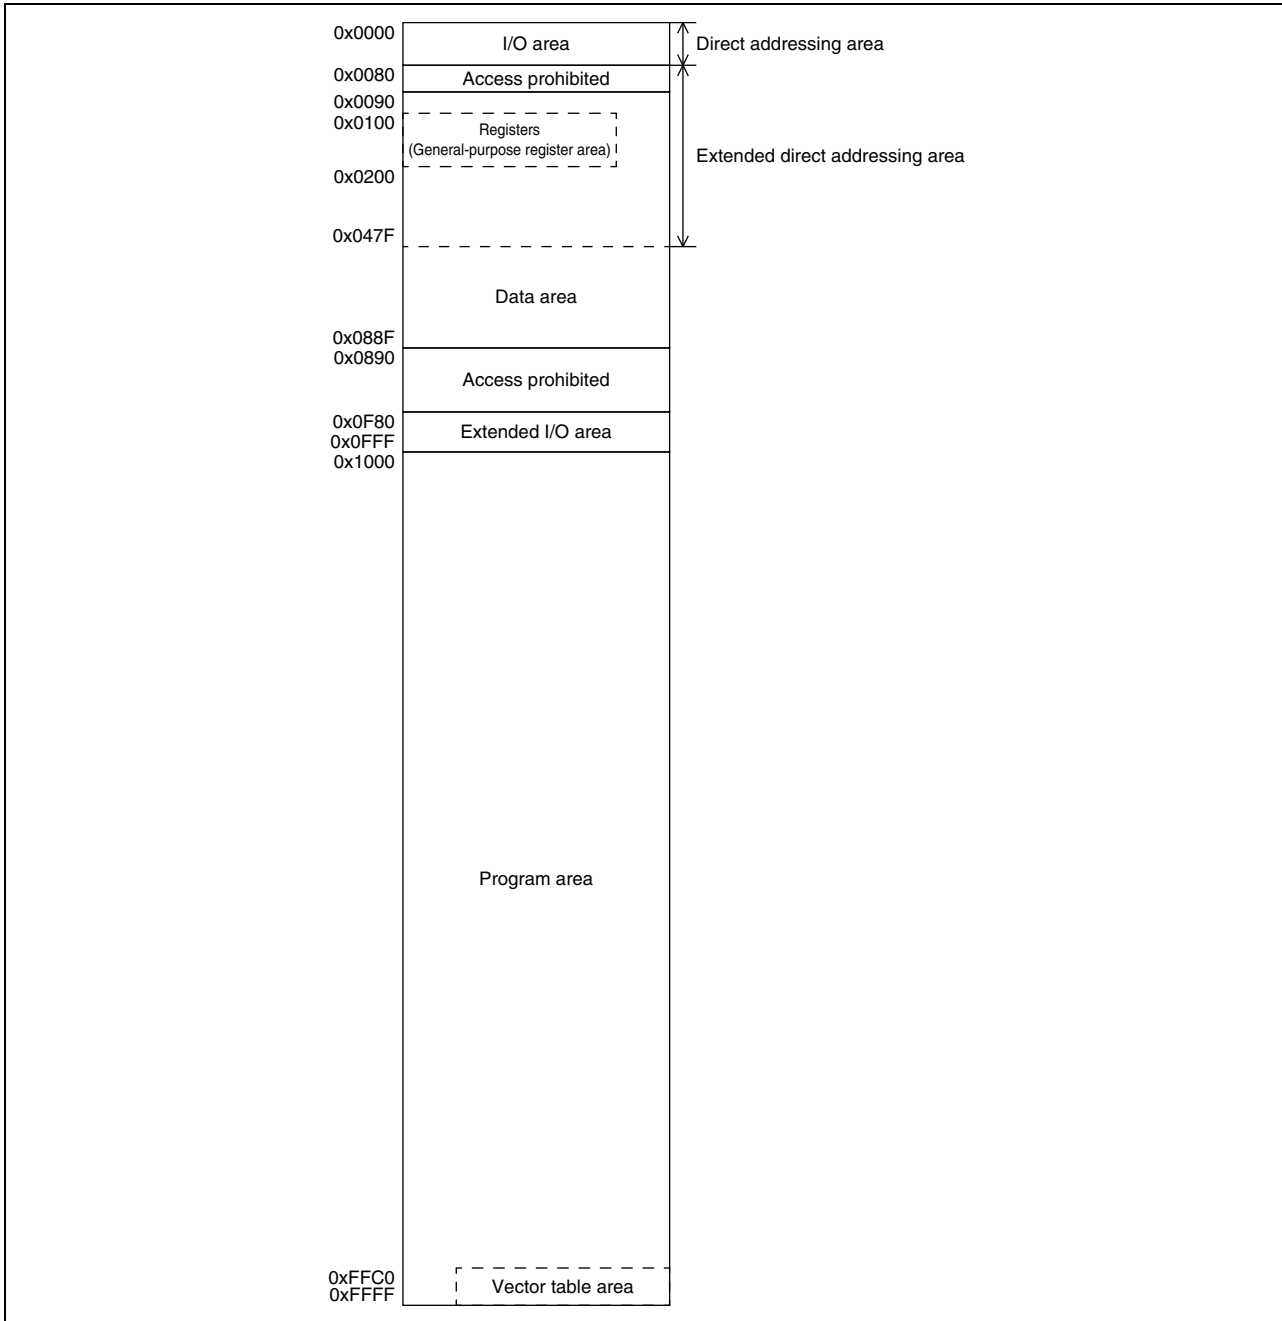 0x0000
I/O area
Direct addressing area
0x0080
Access prohibited
0x0090
0x0100
Registers
(General-purpose register area)
Extended direct addressing area
0x0200
0x047F
Data area
0x088F
0x0890
Access prohibited
0x0F80
Extended I/O area
0x0FFF
0x1000
Program area
0xFFC0
Vector table area
0xFFFF